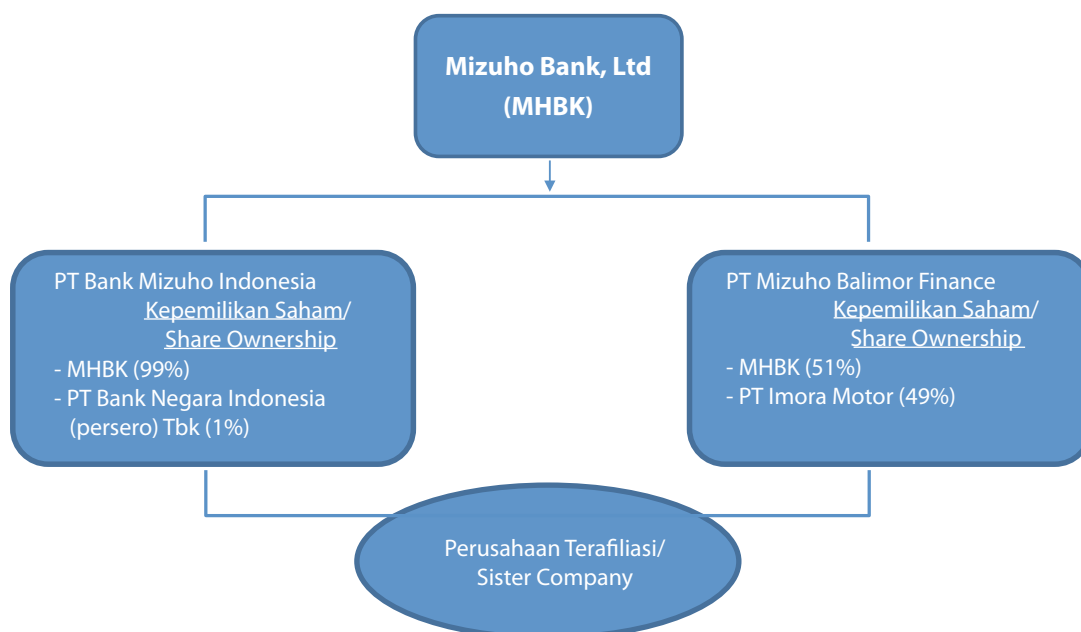 Mizuho Bank, Ltd
(MHBK)
PT Bank Mizuho Indonesia
Kepemilikan Saham/
Share Ownership
- MHBK (99%)
- PT Bank Negara Indonesia
(persero) Tbk (1%)
PT Mizuho Balimor Finance
Kepemilikan Saham/
Share Ownership
- MHBK (51%)
- PT Imora Motor (49%)
Perusahaan Terafiliasi/
Sister Company